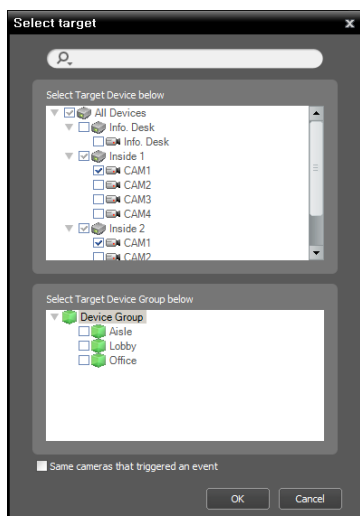 Select target
Select Target Device below
All Devices
Info. Desk
Info. Desk
Inside 1
CAM1
CAM2
CAM3
CAM4
Inside 2
CAM1
CAM2
Select Target Device Group below
Device Group
Aisle
Lobby
Office
Same cameras that triggered an event
OK Cancel